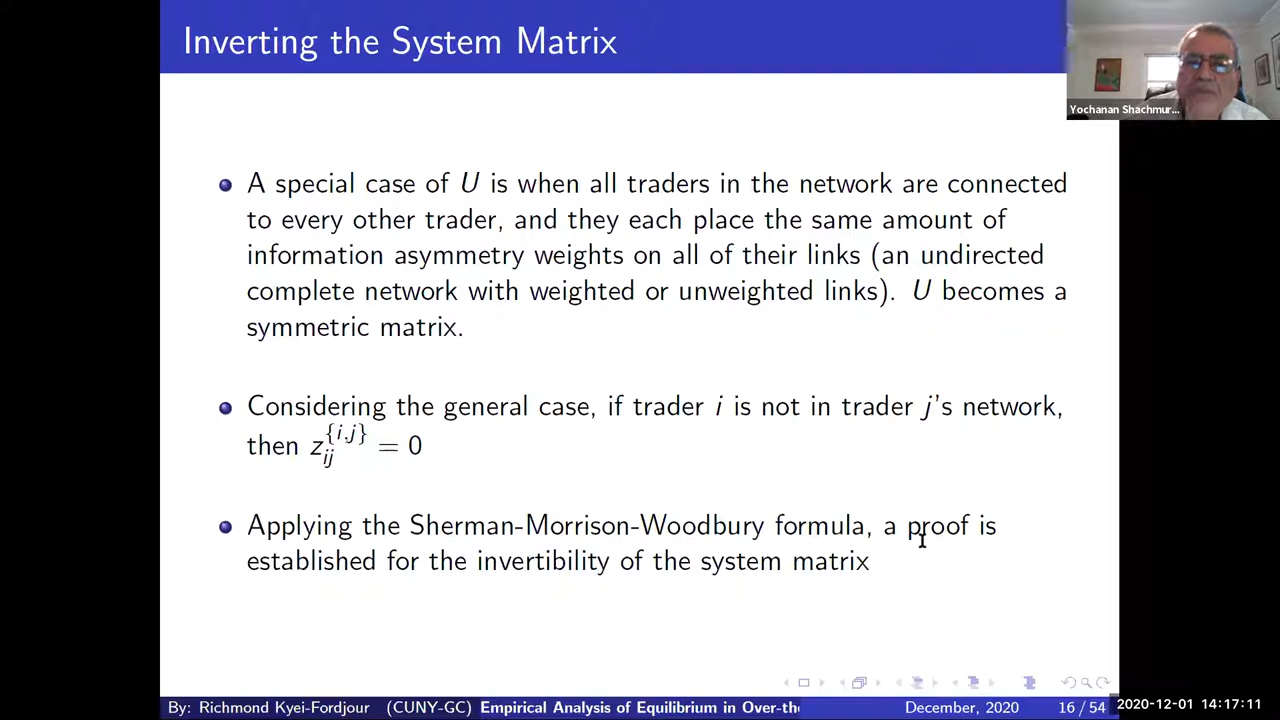 Inverting the System Matrix
Yochanan Shachmur...
A special case of U is when all traders in the network are connected
to every other trader, and they each place the same amount of
information asymmetry weights on all of their links (an undirected
complete network with weighted or unweighted links). U becomes a
symmetric matrix.
Considering the general case, if trader i is not in trader j's network,
then z_{ij}^{\{i,j\}} = 0
Applying the Sherman-Morrison-Woodbury formula, a proof is
established for the invertibility of the system matrix
By: Richmond Kyei-Fordjour (CUNY-GC) Empirical Analysis of Equilibrium in Over-the December, 2020 16 / 54
2020-12-01 14:17:11